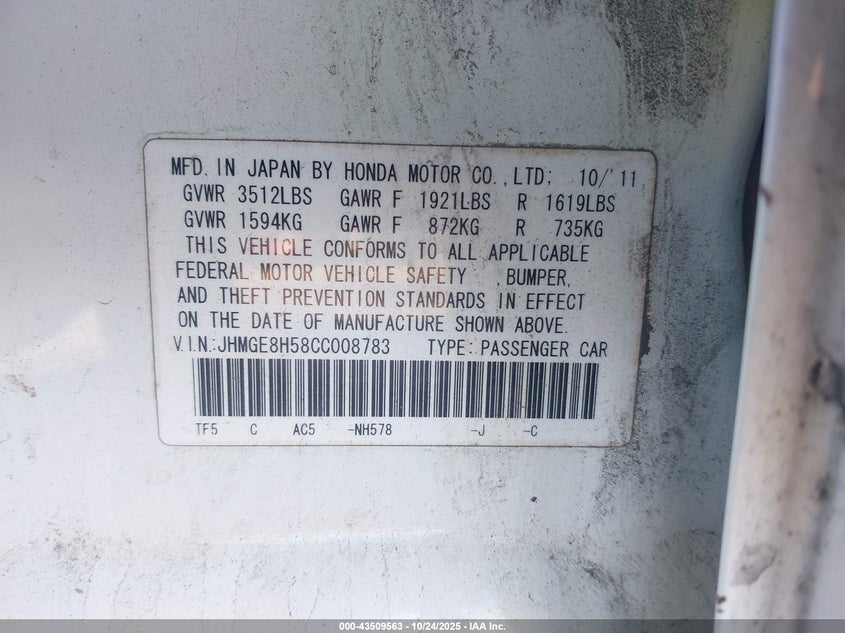 MFD. IN JAPAN BY HONDA MOTOR CO., LTD; 10/'11
GVWR 3512LBS GAWR F 1921LBS R 1619LBS
GVWR 1594KG GAWR F 872KG R 735KG
THIS VEHICLE CONFORMS TO ALL APPLICABLE
FEDERAL MOTOR VEHICLE SAFETY , BUMPER,
AND THEFT PREVENTION STANDARDS IN EFFECT
ON THE DATE OF MANUFACTURE SHOWN ABOVE.
V.I.N.:JHMGE8H58CC008783 TYPE: PASSENGER CAR
TF5 C AC5 -NH578 -J -C
000-43509563 | 10/24/2025 - IAA Inc.